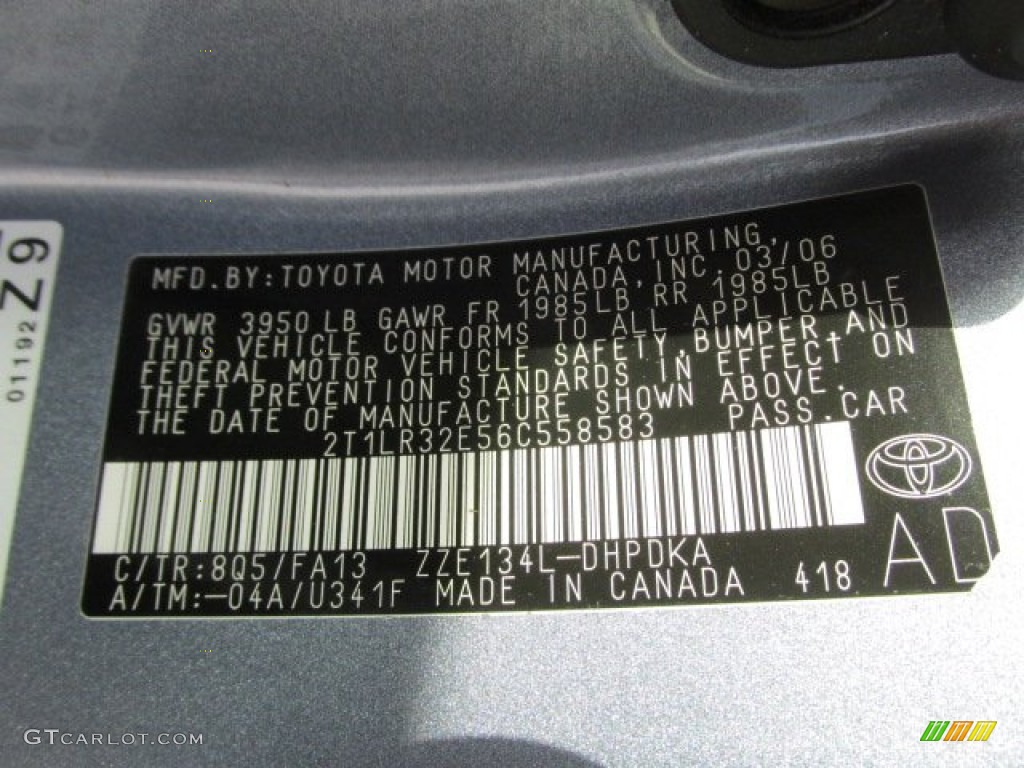 Z9
01192
MFD.BY:TOYOTA MOTOR MANUFACTURING,
CANADA,INC. 03/06
GVWR 3950 LB GAWR FR 1985LB RR 1985LB
THIS VEHICLE CONFORMS TO ALL APPLICABLE
FEDERAL MOTOR VEHICLE SAFETY,BUMPER,AND
THEFT PREVENTION STANDARDS IN EFFECT ON
THE DATE OF MANUFACTURE SHOWN ABOVE.
2T1LR32E56C558583 PASS.CAR
C/TR:8Q5/FA13 ZZE134L-DHPDKA
A/TM:-04A/U341F MADE IN CANADA 418
AD
GTCARLOT.COM